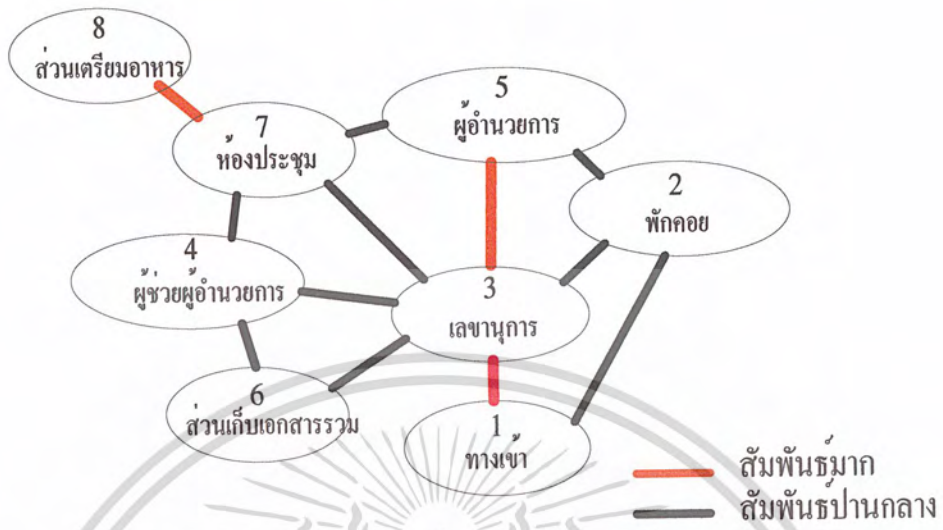 8
ส่วนเตรียมอาหาร
5
ผู้อำนวยการ
7
ห้องประชุม
2
พักคอย
4
ผู้ช่วยผู้อำนวยการ
3
เลขานุการ
6
ส่วนเก็บเอกสารรวม
1
ทางเข้า
สัมพันธ์มาก
สัมพันธ์ปานกลาง